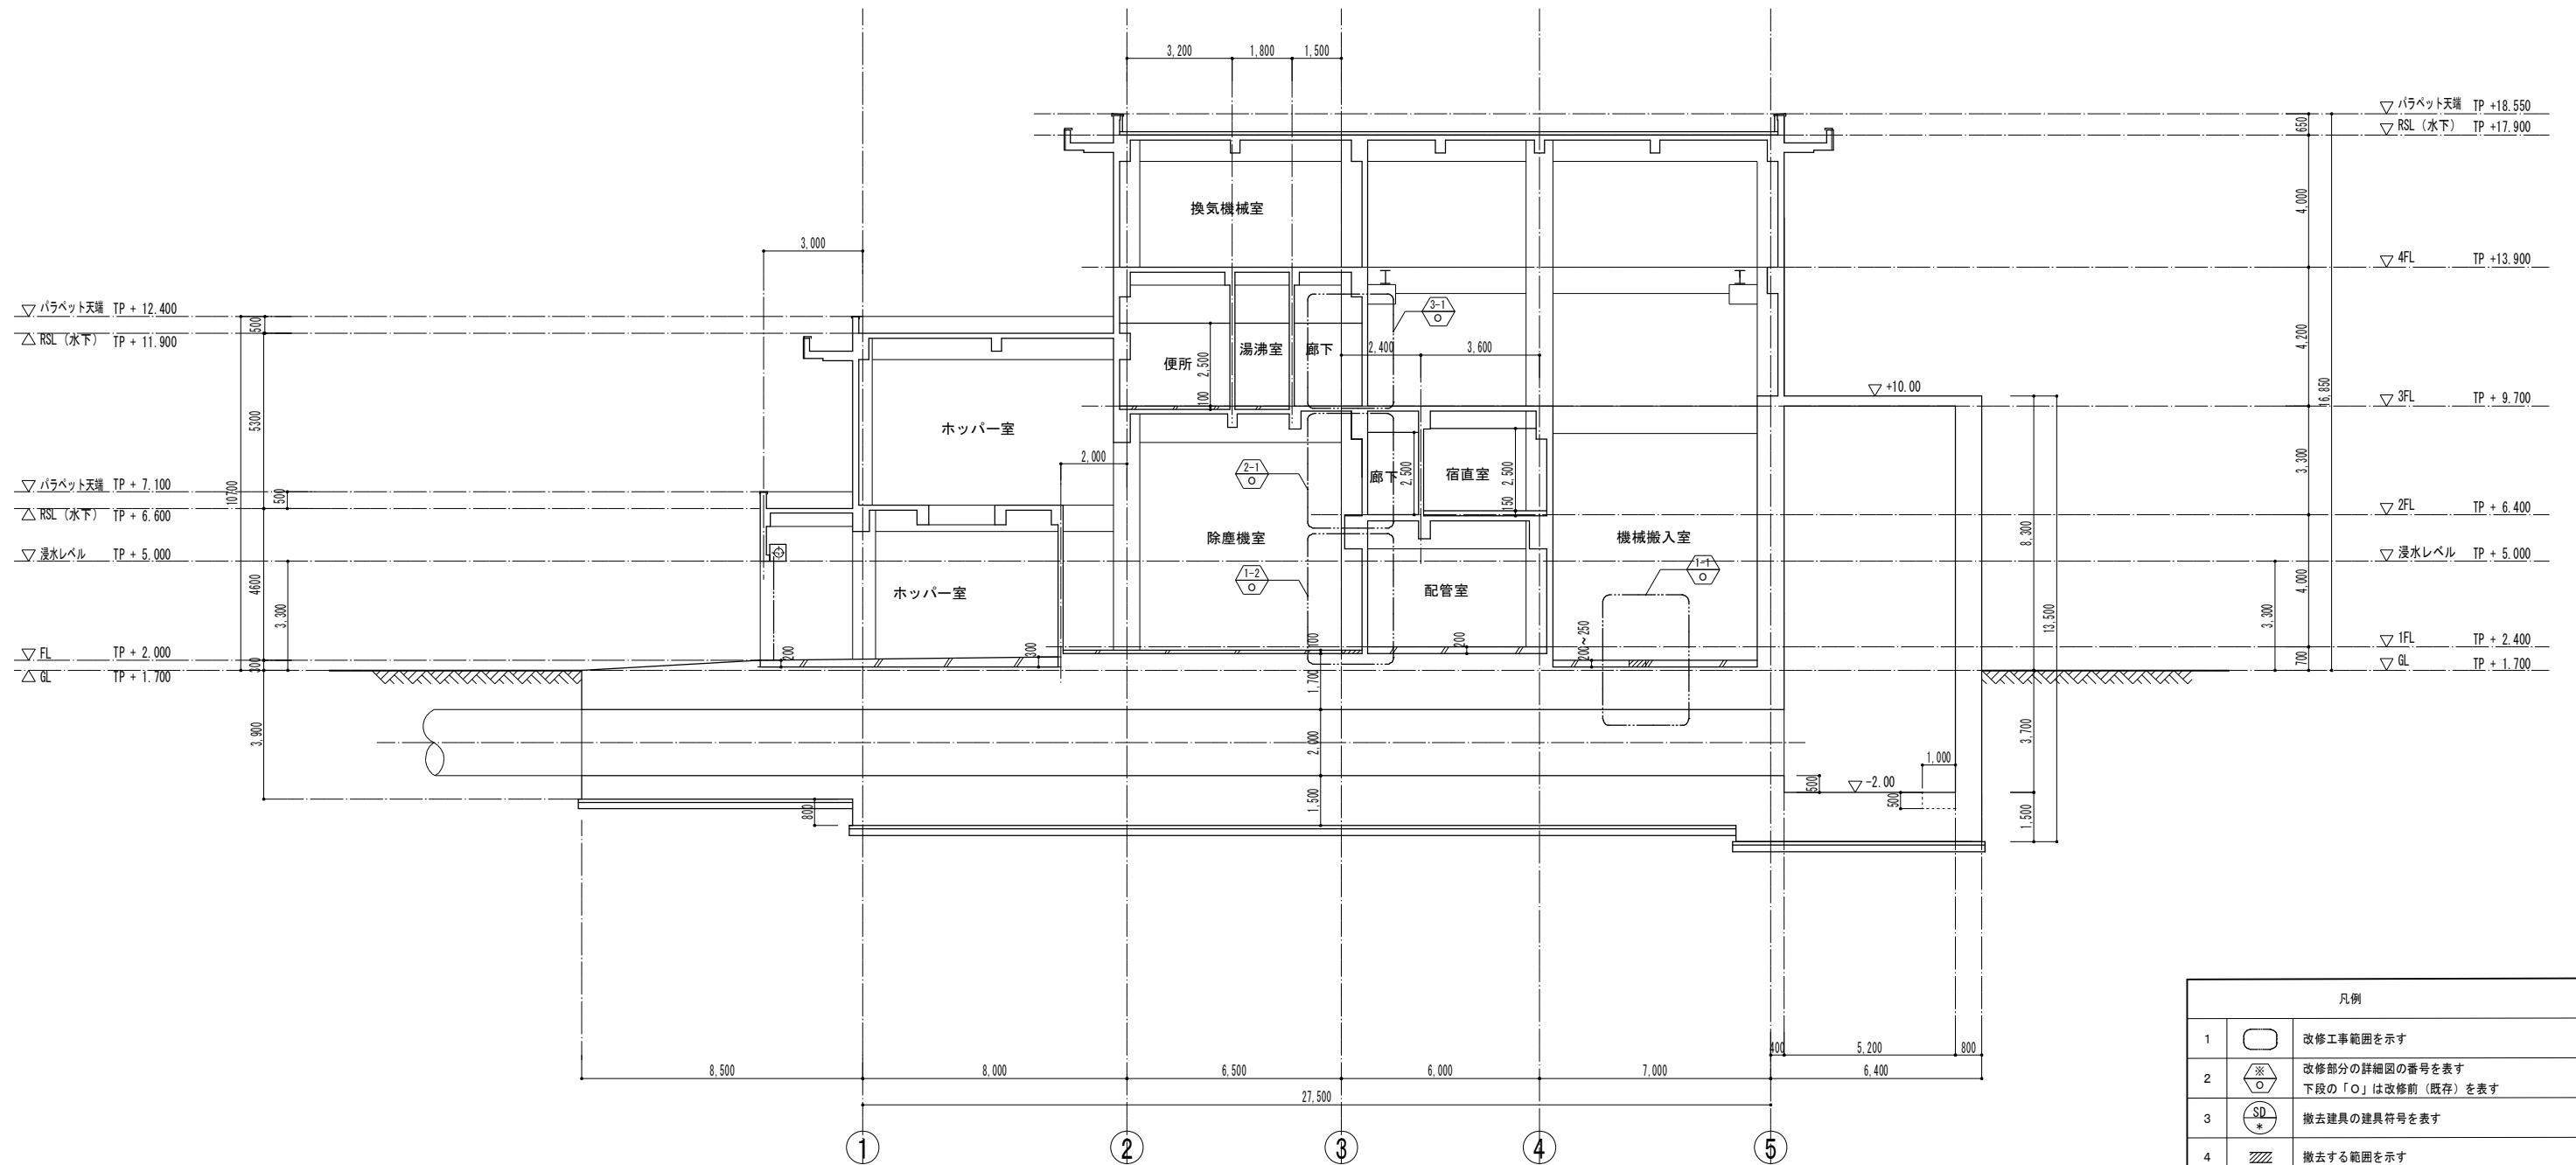 3,200
1,800
1,500
パラペット天端 TP +18.550
RSL (水下) TP +17.900
650
換気機械室
4,000
3,000
4FL TP +13.900
3-1
O
パラペット天端 TP + 12.400
500
RSL (水下) TP + 11.900
便所
2,500
100
湯沸室
廊下
2,400
3,600
4,200
16,850
+10.00
3FL TP + 9.700
5300
ホッパー室
2,000
2-1
O
廊下
2,500
宿直室
2,500
150
3,300
パラペット天端 TP + 7.100
10700
500
RSL (水下) TP + 6.600
2FL TP + 6.400
除塵機室
機械搬入室
8,300
浸水レベル TP + 5.000
浸水レベル TP + 5.000
4600
3,300
ホッパー室
1-2
O
配管室
1-1
O
4,000
13,500
3,300
FL TP + 2.000
300
200
300
100
200
200~250
1FL TP + 2.400
GL TP + 1.700
700
GL TP + 1.700
1,700
3,900
2,000
3,700
1,000
500
-2.00
500
800
1,500
1,500
凡例
1 改修工事範囲を示す
2 ※ O 改修部分の詳細図の番号を表す
下段の「O」は改修前(既存)を表す
3 SD * 撤去建具の建具符号を表す
4 撤去する範囲を示す
400
5,200
800
8,500
8,000
6,500
6,000
7,000
6,400
27,500
1
2
3
4
5